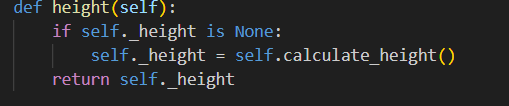 def height(self):
    if self._height is None:
        self._height = self.calculate_height()
    return self._height